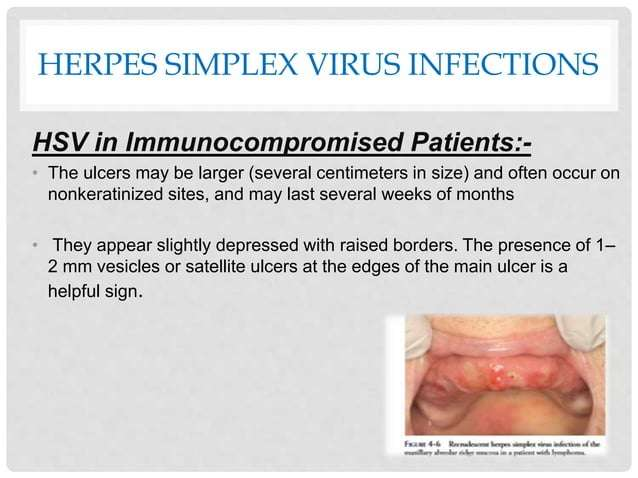 HERPES SIMPLEX VIRUS INFECTIONS
HSV in Immunocompromised Patients:-
• The ulcers may be larger (several centimeters in size) and often occur on
nonkeratinized sites, and may last several weeks of months
• They appear slightly depressed with raised borders. The presence of 1–
2 mm vesicles or satellite ulcers at the edges of the main ulcer is a
helpful sign.
FIGURE 4-6 Recrudescent herpes simplex virus infection of the
maxillary alveolar ridge mucosa in a patient with lymphoma.